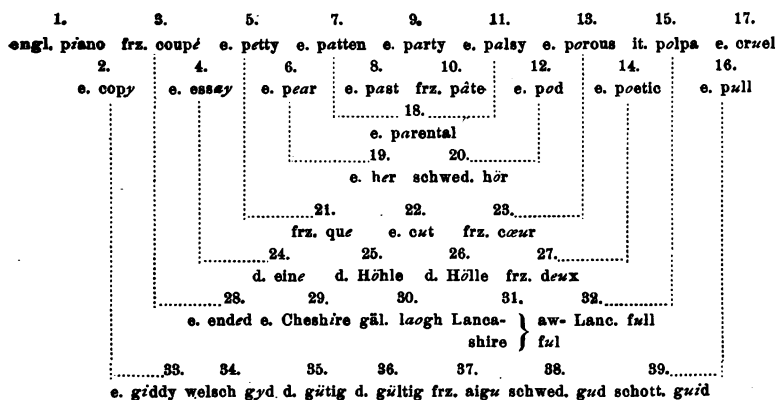 1. 3. 5. 7. 9. 11. 13. 15. 17.
engl. piano frz. coupé e. petty e. patten e. party e. palsy e. porous it. polpa e. cruel
2. 4. 6. 8. 10. 12. 14. 16.
e. copy e. essay e. pear e. past frz. pâte e. pod e. poetic e. pull
18.
e. parental
19. 20.
e. her schwed. hör
21. 22. 23.
frz. que e. cut frz. cœur
24. 25. 26. 27.
d. eine d. Höhle d. Hölle frz. deux
28. 29. 30. 31. 32.
e. ended e. Cheshire gäl. laogh Lanca- } aw- Lanc. full
shire } ful
33. 34. 35. 36. 37. 38. 39.
e. giddy welsch gyd d. gütig d. gültig frz. aigu schwed. gud schott. guid